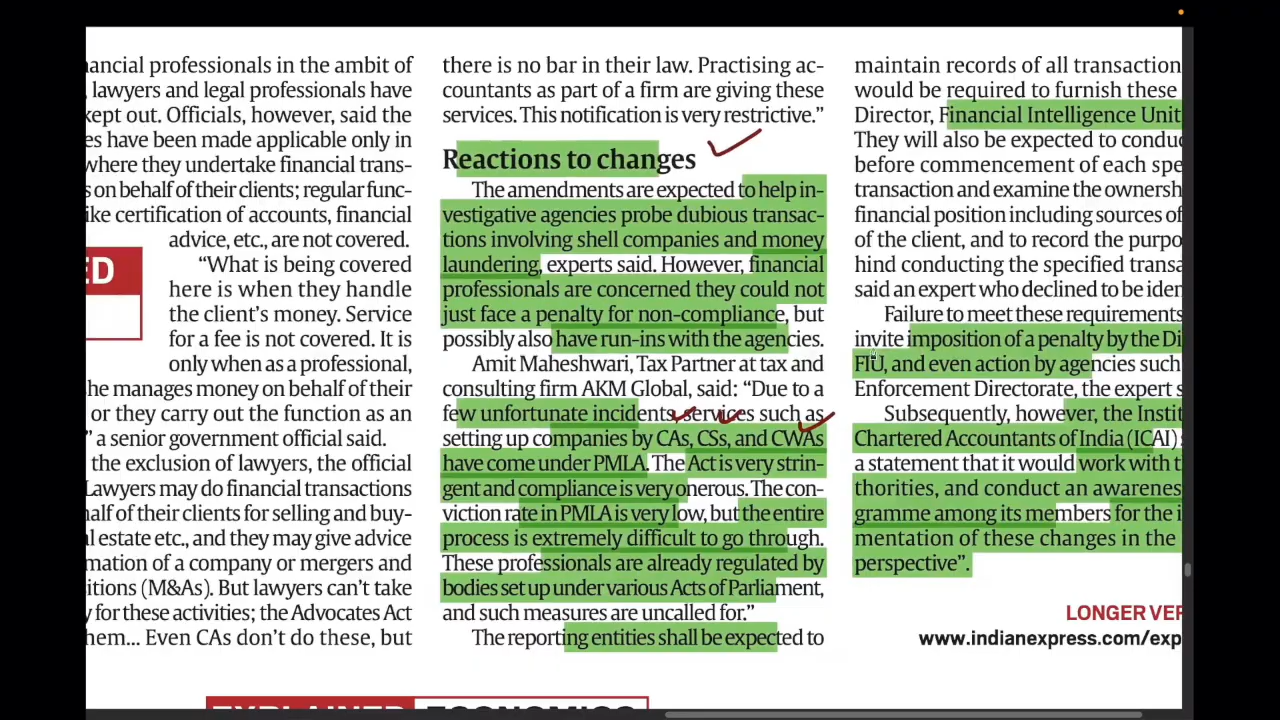 ancial professionals in the ambit of
, lawyers and legal professionals have
kept out. Officials, however, said the
es have been made applicable only in
where they undertake financial trans-
s on behalf of their clients; regular func-
ike certification of accounts, financial
advice, etc., are not covered.
“What is being covered
here is when they handle
the client’s money. Service
for a fee is not covered. It is
only when as a professional,
he manages money on behalf of their
or they carry out the function as an
” a senior government official said.
the exclusion of lawyers, the official
Lawyers may do financial transactions
half of their clients for selling and buy-
l estate etc., and they may give advice
mation of a company or mergers and
itions (M&As). But lawyers can’t take
y for these activities; the Advocates Act
hem... Even CAs don’t do these, but
ED
there is no bar in their law. Practising ac-
countants as part of a firm are giving these
services. This notification is very restrictive.”
Reactions to changes
The amendments are expected to help in-
vestigative agencies probe dubious transac-
tions involving shell companies and money
laundering, experts said. However, financial
professionals are concerned they could not
just face a penalty for non-compliance, but
possibly also have run-ins with the agencies.
Amit Maheshwari, Tax Partner at tax and
consulting firm AKM Global, said: “Due to a
few unfortunate incidents, services such as
setting up companies by CAs, CSs, and CWAs
have come under PMLA. The Act is very strin-
gent and compliance is very onerous. The con-
viction rate in PMLA is very low, but the entire
process is extremely difficult to go through.
These professionals are already regulated by
bodies set up under various Acts of Parliament,
and such measures are uncalled for.”
The reporting entities shall be expected to
maintain records of all transaction
would be required to furnish these
Director, Financial Intelligence Unit
They will also be expected to conduc
before commencement of each spe
transaction and examine the ownersh
financial position including sources of
of the client, and to record the purpo
hind conducting the specified transa
said an expert who declined to be iden
Failure to meet these requirements
invite imposition of a penalty by the Di
FIU, and even action by agencies such
Enforcement Directorate, the expert s
Subsequently, however, the Instit
Chartered Accountants of India (ICAI) s
a statement that it would work with t
thorities, and conduct an awarenes
gramme among its members for the i
mentation of these changes in the
perspective”.
LONGER VER
www.indianexpress.com/exp
EXPLAINED ECONOMICS